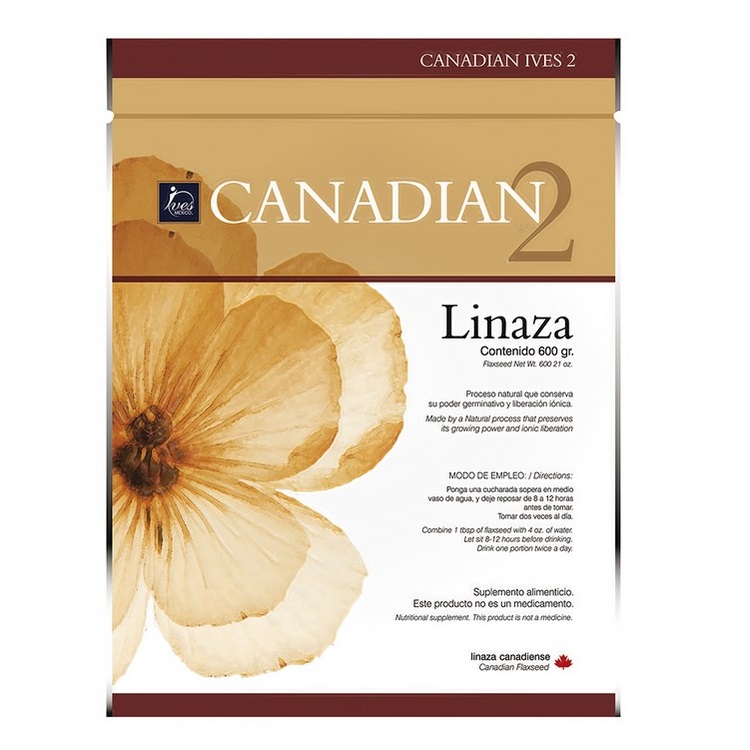 CANADIAN IVES 2
ives
MEXICO.
CANADIAN 2
Linaza
Contenido 600 gr.
Flaxseed Net Wt. 600 21 oz.
Proceso natural que conserva
su poder germinativo y liberación iónica.
Made by a Natural process that preserves
its growing power and ionic liberation
MODO DE EMPLEO: / Directions:
Ponga una cucharada sopera en medio
vaso de agua, y deje reposar de 8 a 12 horas
antes de tomar.
Tomar dos veces al día.
Combine 1 tbsp of flaxseed with 4 oz. of water.
Let sit 8-12 hours before drinking.
Drink one portion twice a day.
Suplemento alimenticio.
Este producto no es un medicamento.
Nutritional supplement. This product is not a medicine.
linaza canadiense
Canadian Flaxseed